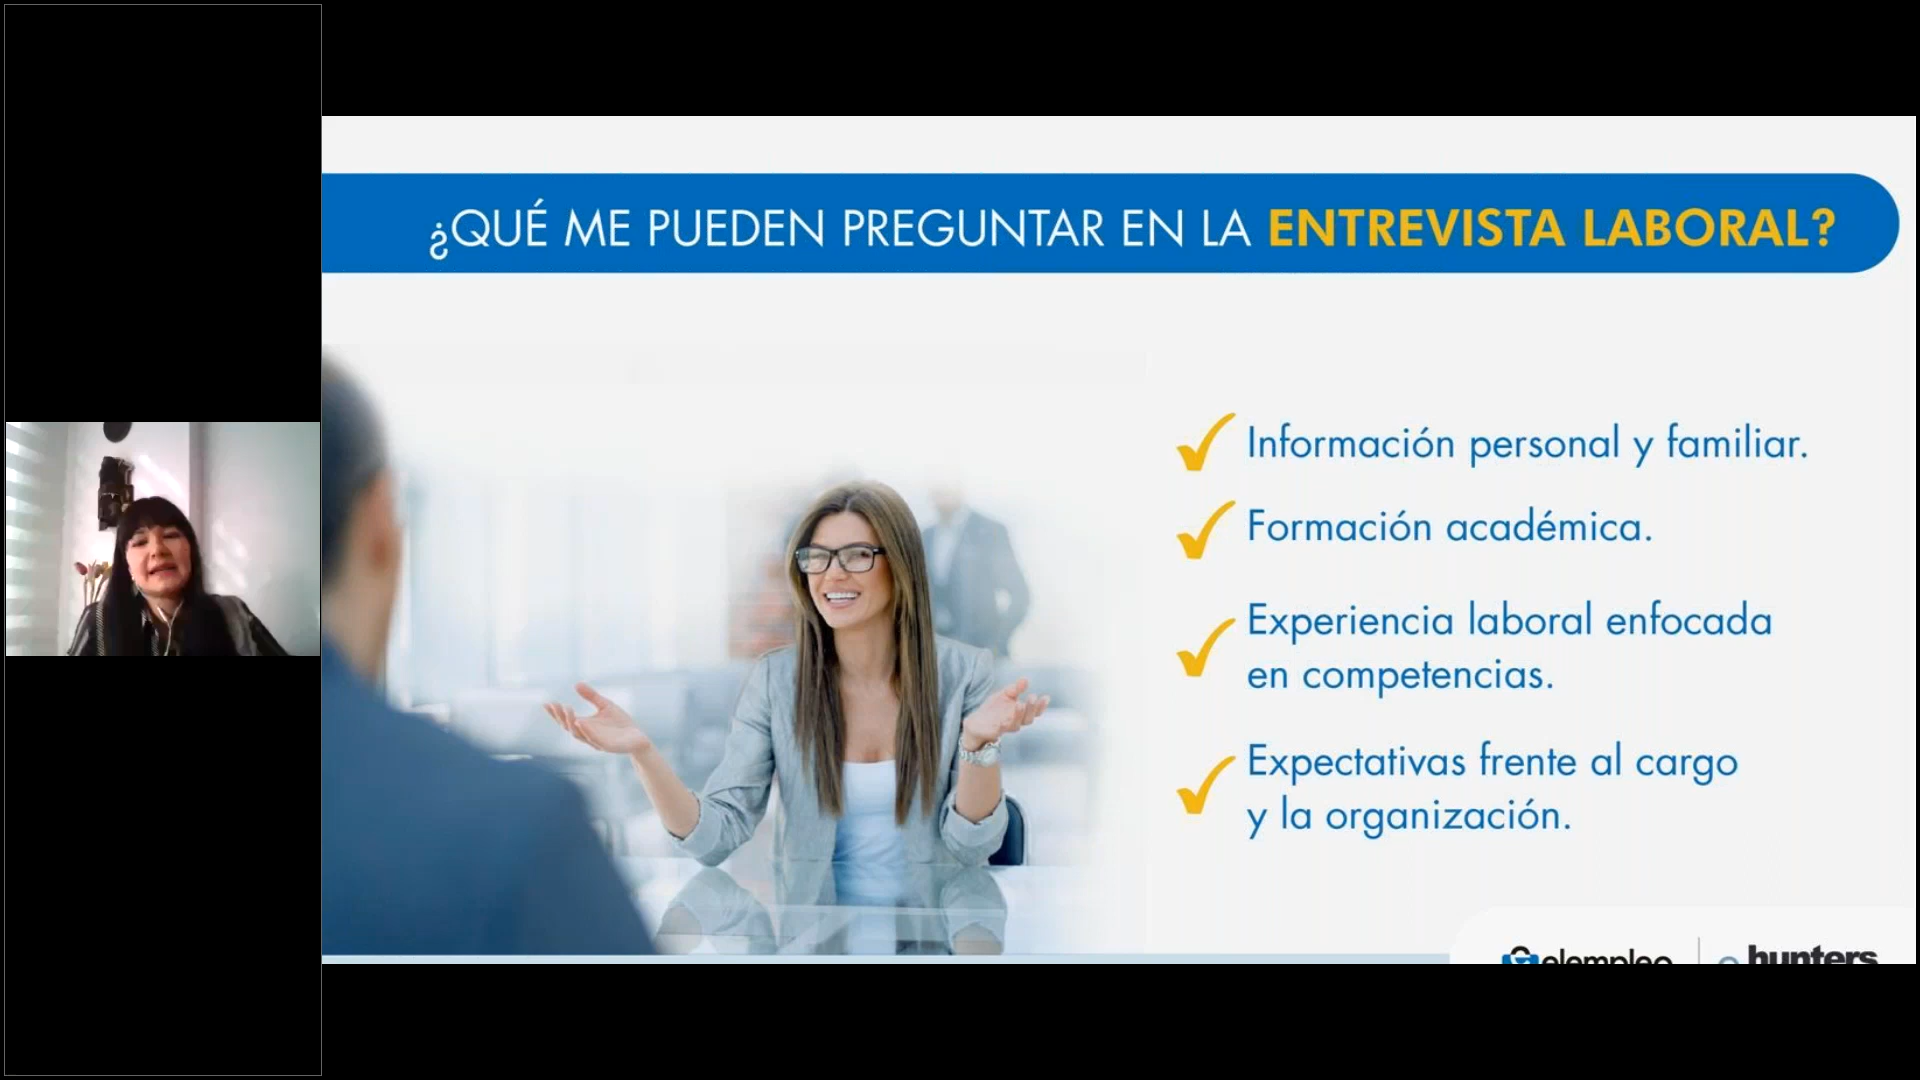 ¿QUÉ ME PUEDEN PREGUNTAR EN LA ENTREVISTA LABORAL?
Información personal y familiar.
Formación académica.
Experiencia laboral enfocada
en competencias.
Expectativas frente al cargo
y la organización.
elempleo
hunters